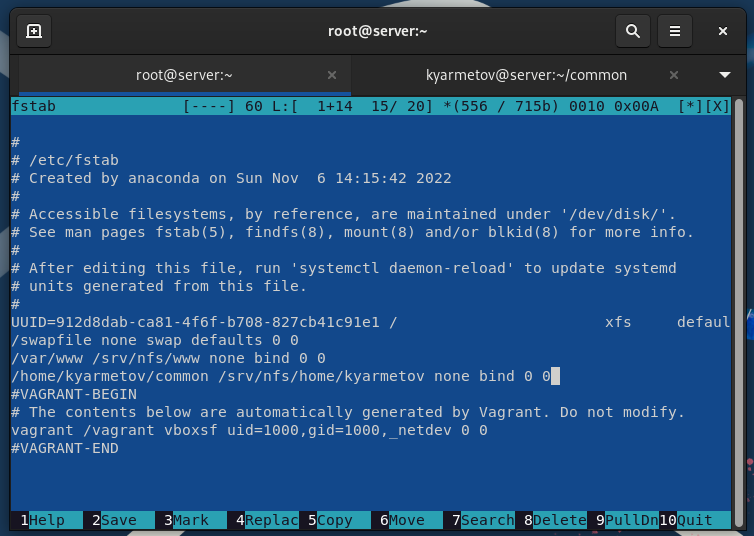 root@server:~
root@server:~
kyarmetov@server:~/common
fstab [----] 60 L:[ 1+14 15/ 20] *(556 / 715b) 0010 0x00A [*][X]
#
# /etc/fstab
# Created by anaconda on Sun Nov  6 14:15:42 2022
#
# Accessible filesystems, by reference, are maintained under '/dev/disk/'.
# See man pages fstab(5), findfs(8), mount(8) and/or blkid(8) for more info.
#
# After editing this file, run 'systemctl daemon-reload' to update systemd
# units generated from this file.
#
UUID=912d8dab-ca81-4f6f-b708-827cb41c91e1 / xfs defaul
/swapfile none swap defaults 0 0
/var/www /srv/nfs/www none bind 0 0
/home/kyarmetov/common /srv/nfs/home/kyarmetov none bind 0 0
#VAGRANT-BEGIN
# The contents below are automatically generated by Vagrant. Do not modify.
vagrant /vagrant vboxsf uid=1000,gid=1000,_netdev 0 0
#VAGRANT-END
1Help 2Save 3Mark 4Replac 5Copy 6Move 7Search 8Delete 9PullDn 10Quit